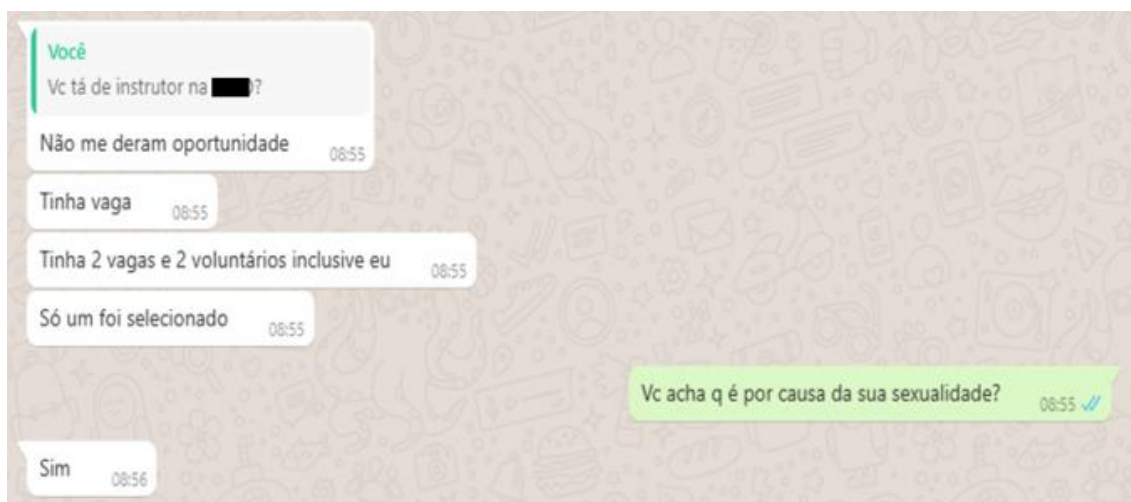 Você
Vc tá de instrutor na ?
Não me deram oportunidade
08:55
Tinha vaga
08:55
Tinha 2 vagas e 2 voluntários inclusive eu
08:55
Só um foi selecionado
08:55
Vc acha q é por causa da sua sexualidade?
08:55
Sim
08:56